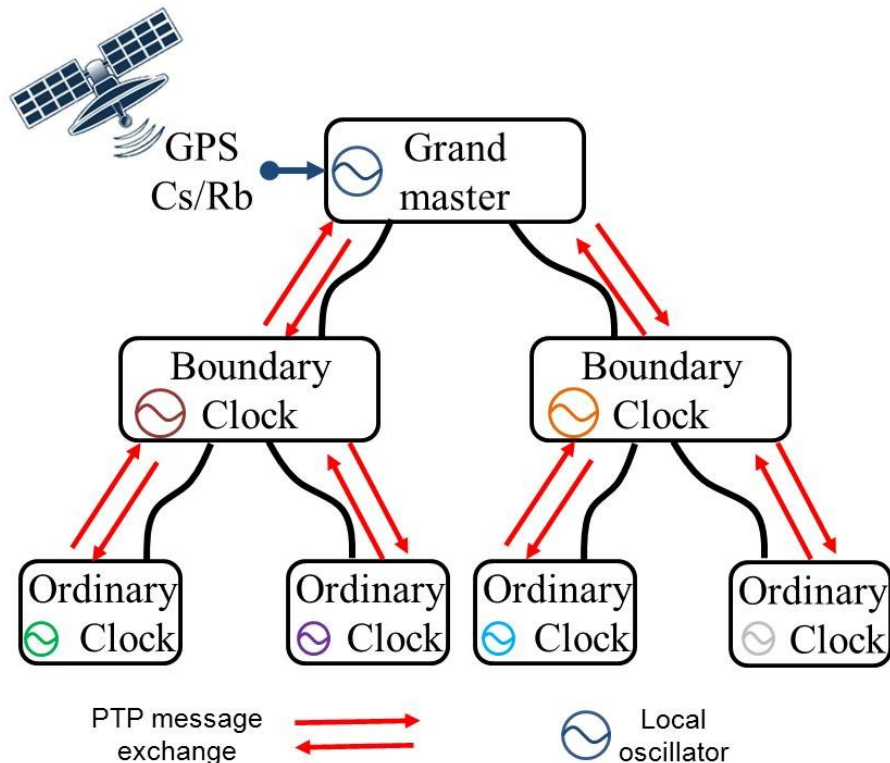 GPS
Cs/Rb
Grand
master
Boundary
Clock
Boundary
Clock
Ordinary
Clock
Ordinary
Clock
Ordinary
Clock
Ordinary
Clock
PTP message
exchange
Local
oscillator